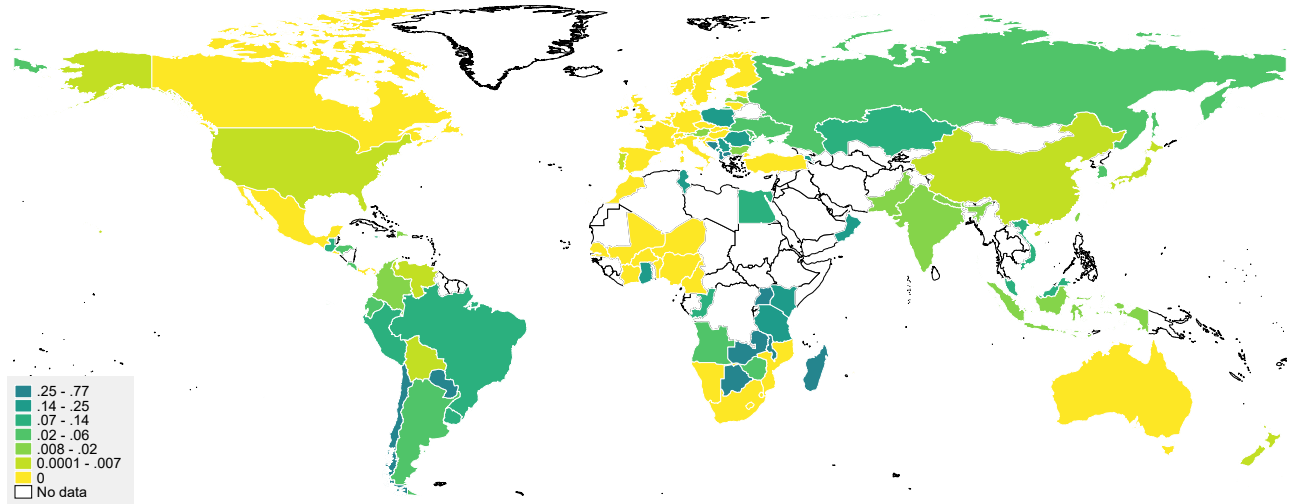 .25 - .77
.14 - .25
.07 - .14
.02 - .06
.008 - .02
0.0001 - .007
0
No data